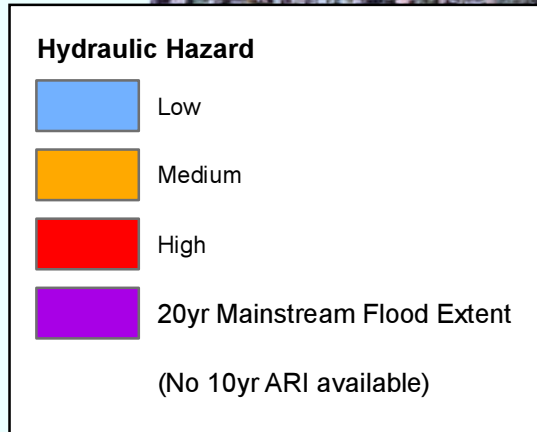 Hydraulic Hazard
Low
Medium
High
20yr Mainstream Flood Extent
(No 10yr ARI available)